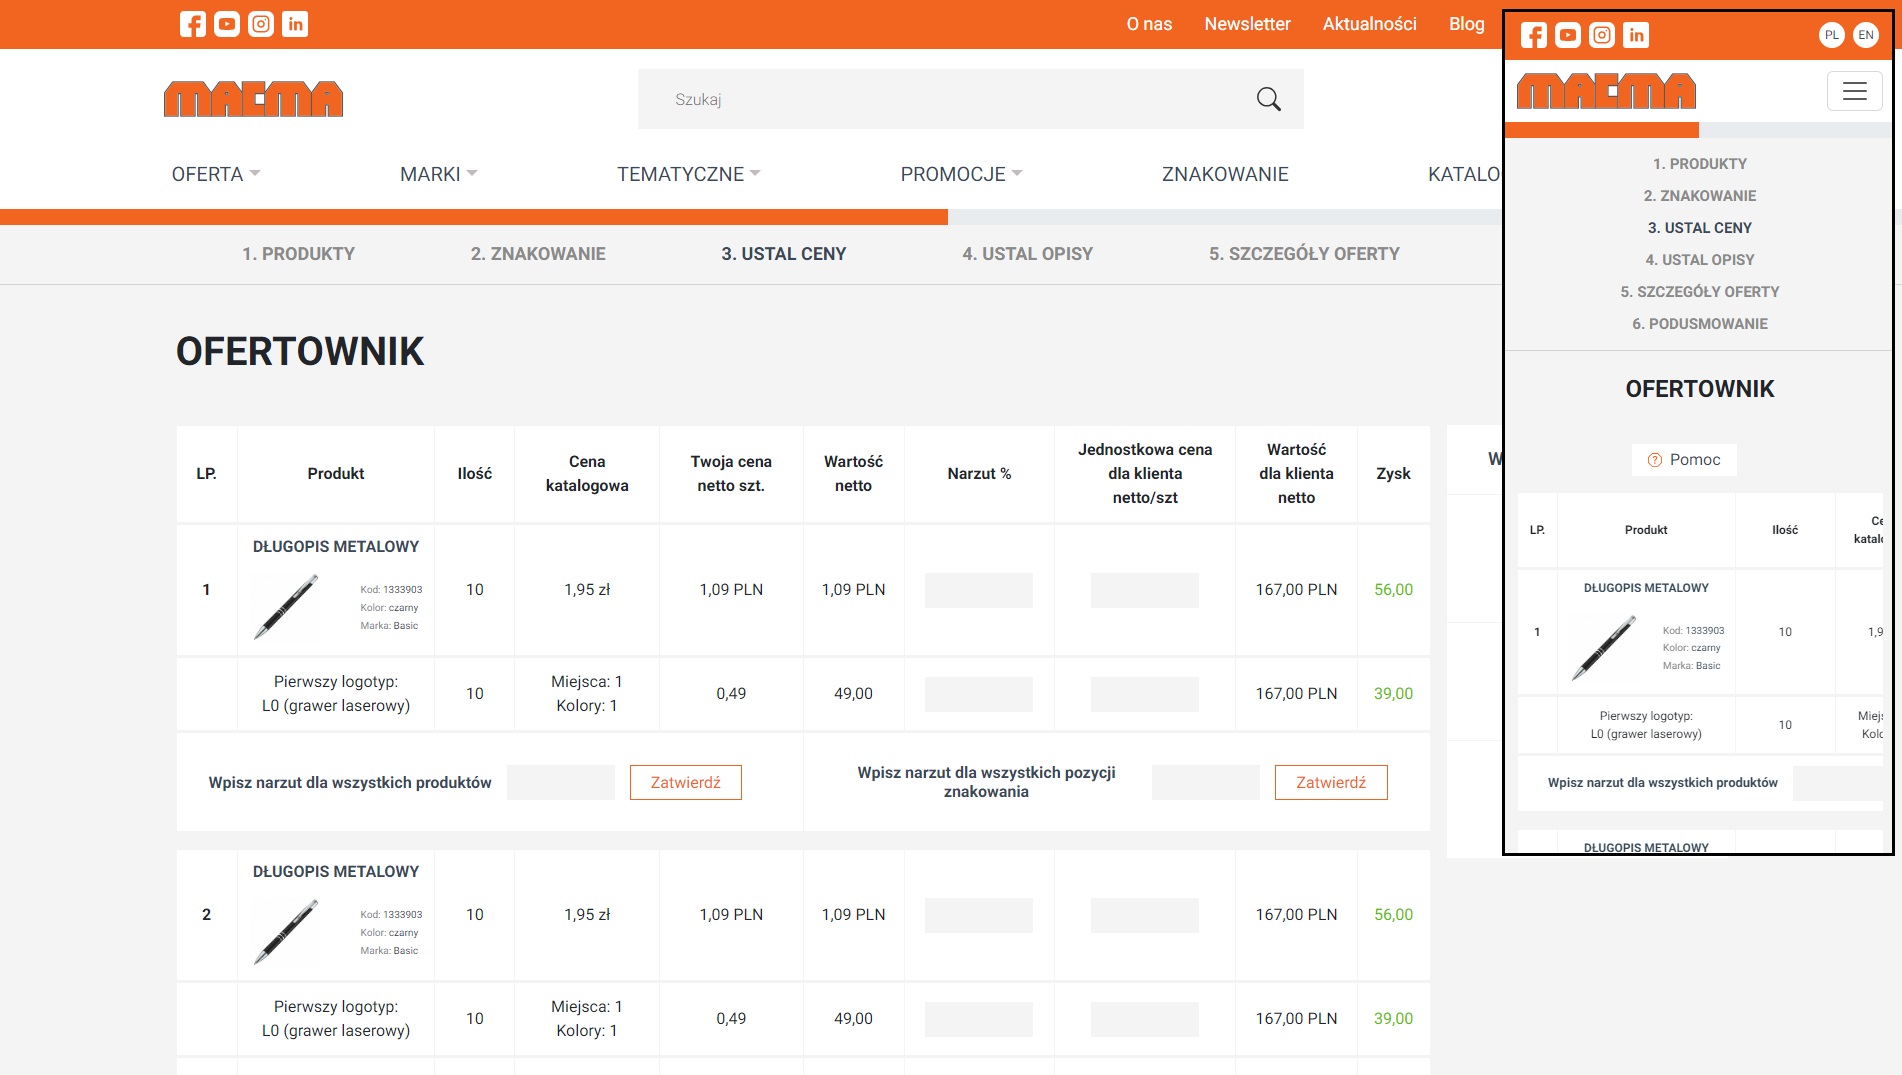 O nas Newsletter Aktualności Blog
MACMA
Szukaj
OFERTA MARKI TEMATYCZNE PROMOCJE ZNAKOWANIE KATALO
1. PRODUKTY 2. ZNAKOWANIE 3. USTAL CENY 4. USTAL OPISY 5. SZCZEGÓŁY OFERTY
OFERTOWNIK
LP. Produkt Ilość Cena katalogowa Twoja cena netto szt. Wartość netto Narzut % Jednostkowa cena dla klienta netto/szt Wartość dla klienta netto Zysk
W
DŁUGOPIS METALOWY
1 Kod: 1333903 10 1,95 zł 1,09 PLN 1,09 PLN 167,00 PLN 56,00
Kolor: czarny
Marka: Basic
Pierwszy logotyp: Miejsca: 1
L0 (grawer laserowy) 10 Kolory: 1 0,49 49,00 167,00 PLN 39,00
Wpisz narzut dla wszystkich produktów Zatwierdź
Wpisz narzut dla wszystkich pozycji
znakowania Zatwierdź
DŁUGOPIS METALOWY
2 Kod: 1333903 10 1,95 zł 1,09 PLN 1,09 PLN 167,00 PLN 56,00
Kolor: czarny
Marka: Basic
Pierwszy logotyp: Miejsca: 1
L0 (grawer laserowy) 10 Kolory: 1 0,49 49,00 167,00 PLN 39,00
PL EN
MACMA
1. PRODUKTY
2. ZNAKOWANIE
3. USTAL CENY
4. USTAL OPISY
5. SZCZEGÓŁY OFERTY
6. PODUSMOWANIE
OFERTOWNIK
Pomoc
LP. Produkt Ilość Ce
katalo
DŁUGOPIS METALOWY
1 Kod: 1333903 10 1,9
Kolor: czarny
Marka: Basic
Pierwszy logotyp: Miejs
L0 (grawer laserowy) 10 Kolo
Wpisz narzut dla wszystkich produktów
DŁUGOPIS METALOWY